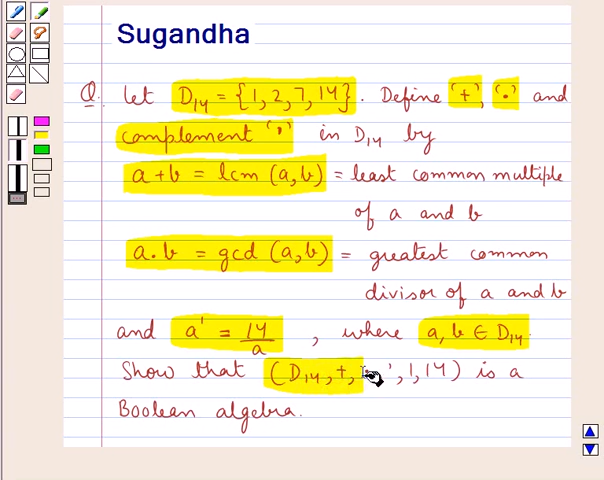 Sugandha
Q. Let D₁₄ = {1, 2, 7, 14}. Define '+', '•' and
complement ''' in D₁₄ by
a + b = lcm (a, b) = least common multiple
of a and b
a • b = gcd (a, b) = greatest common
divisor of a and b
and a' = 14/a , where a, b ∈ D₁₄
Show that (D₁₄, +, ', 1, 14) is a
Boolean algebra.